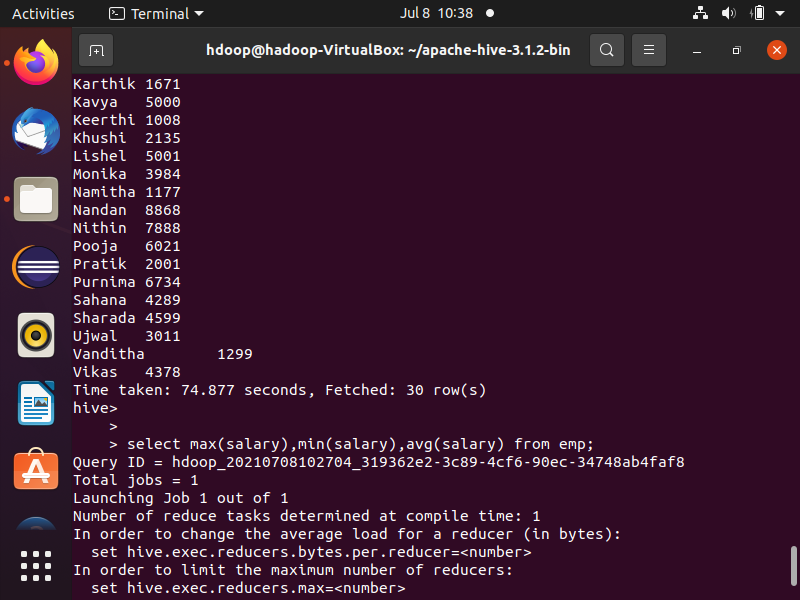 Activities Terminal Jul 8 10:38
hdoop@hadoop-VirtualBox: ~/apache-hive-3.1.2-bin
Karthik 1671
Kavya 5000
Keerthi 1008
Khushi 2135
Lishel 5001
Monika 3984
Namitha 1177
Nandan 8868
Nithin 7888
Pooja 6021
Pratik 2001
Purnima 6734
Sahana 4289
Sharada 4599
Ujwal 3011
Vanditha 1299
Vikas 4378
Time taken: 74.877 seconds, Fetched: 30 row(s)
hive>
>
> select max(salary),min(salary),avg(salary) from emp;
Query ID = hdoop_20210708102704_319362e2-3c89-4cf6-90ec-34748ab4faf8
Total jobs = 1
Launching Job 1 out of 1
Number of reduce tasks determined at compile time: 1
In order to change the average load for a reducer (in bytes):
set hive.exec.reducers.bytes.per.reducer=<number>
In order to limit the maximum number of reducers:
set hive.exec.reducers.max=<number>